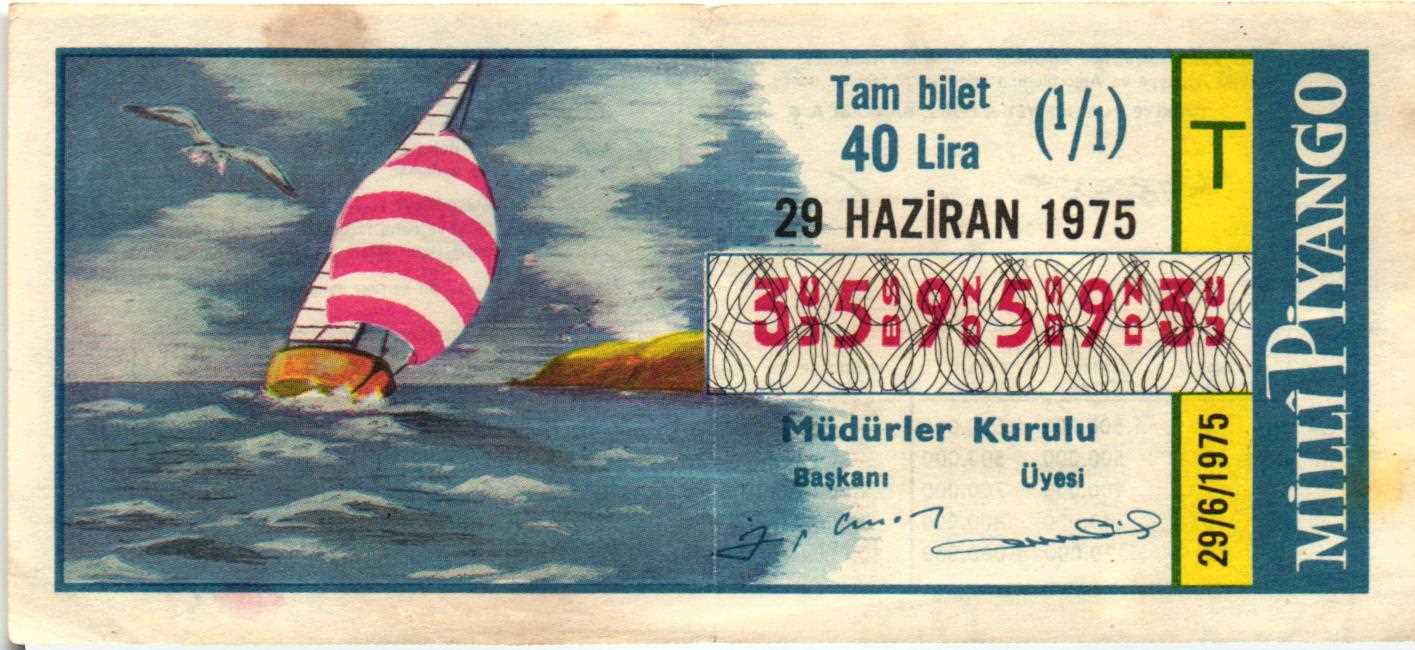 Tam bilet (1/1)
40 Lira
29 HAZİRAN 1975
T
359593
Müdürler Kurulu
Başkanı Üyesi
29/6/1975
MİLLÎ PİYANGO